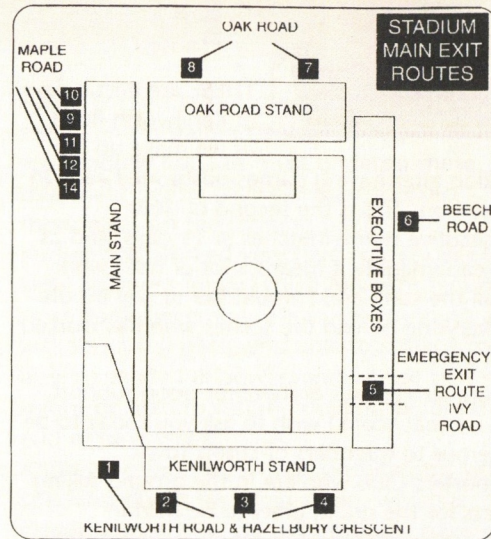 OAK ROAD
STADIUM
MAIN EXIT
ROUTES
MAPLE
ROAD
8
7
10
9
11
12
14
OAK ROAD STAND
MAIN STAND
EXECUTIVE BOXES
6
BEECH
ROAD
5
EMERGENCY
EXIT
ROUTE
IVY
ROAD
KENILWORTH STAND
1
2
3
4
KENILWORTH ROAD & HAZELBURY CRESCENT